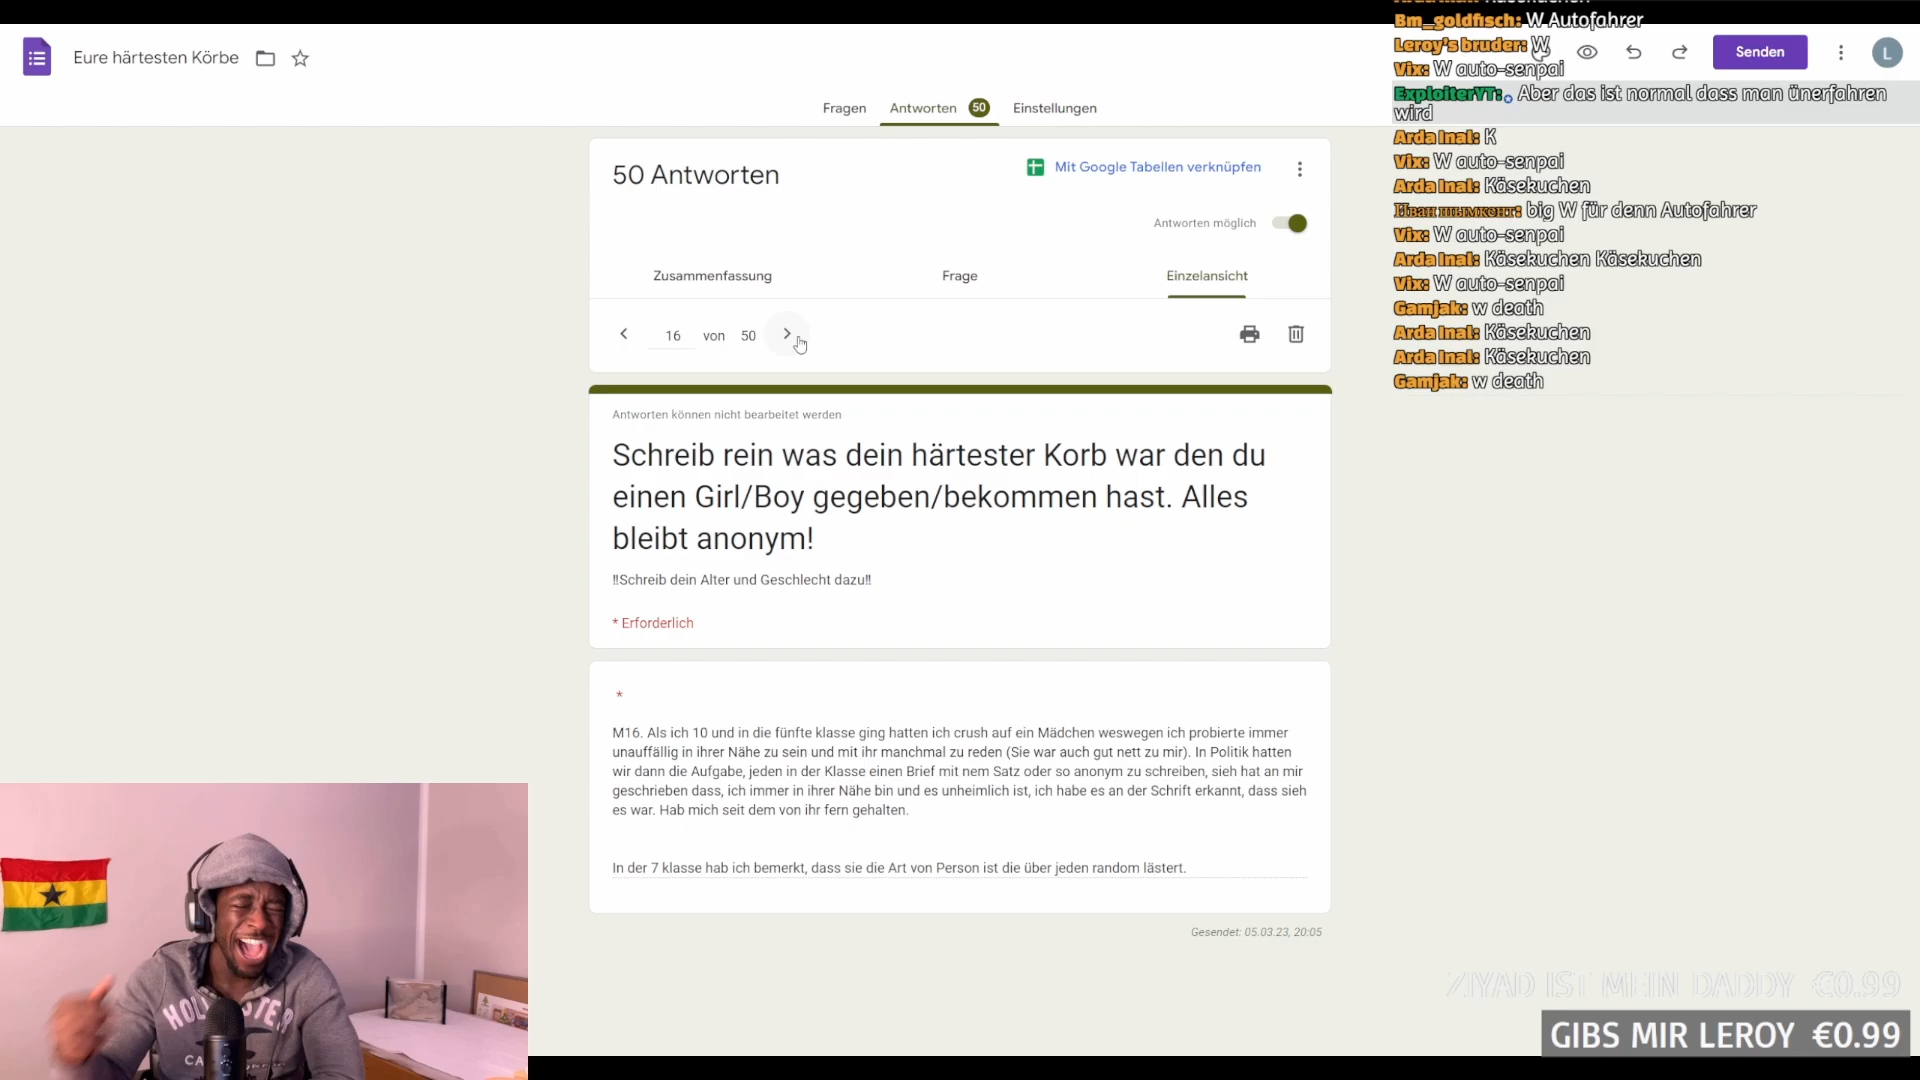 Eure härtesten Körbe
Senden
L
Fragen
Antworten 50
Einstellungen
50 Antworten
Mit Google Tabellen verknüpfen
Antworten möglich
Zusammenfassung
Frage
Einzelansicht
16 von 50
Antworten können nicht bearbeitet werden
Schreib rein was dein härtester Korb war den du
einen Girl/Boy gegeben/bekommen hast. Alles
bleibt anonym!
‼Schreib dein Alter und Geschlecht dazu‼
* Erforderlich
*
M16. Als ich 10 und in die fünfte klasse ging hatten ich crush auf ein Mädchen weswegen ich probierte immer
unauffällig in ihrer Nähe zu sein und mit ihr manchmal zu reden (Sie war auch gut nett zu mir). In Politik hatten
wir dann die Aufgabe, jeden in der Klasse einen Brief mit nem Satz oder so anonym zu schreiben, sieh hat an mir
geschrieben dass, ich immer in ihrer Nähe bin und es unheimlich ist, ich habe es an der Schrift erkannt, dass sieh
es war. Hab mich seit dem von ihr fern gehalten.
In der 7 klasse hab ich bemerkt, dass sie die Art von Person ist die über jeden random lästert.
Gesendet: 05.03.23, 20:05
Bm_goldfisch: W Autofahrer
Leroy's bruder: W
Vix: W auto-senpai
ExploiterYT: Aber das ist normal dass man ünerfahren
wird
Arda Inal: K
Vix: W auto-senpai
Arda Inal: Käsekuchen
big W für denn Autofahrer
Vix: W auto-senpai
Arda Inal: Käsekuchen Käsekuchen
Vix: W auto-senpai
Gamjak: w death
Arda Inal: Käsekuchen
Arda Inal: Käsekuchen
Gamjak: w death
ZIYAD IST MEIN DADDY €0.99
GIBS MIR LEROY €0.99
HOLLISTER